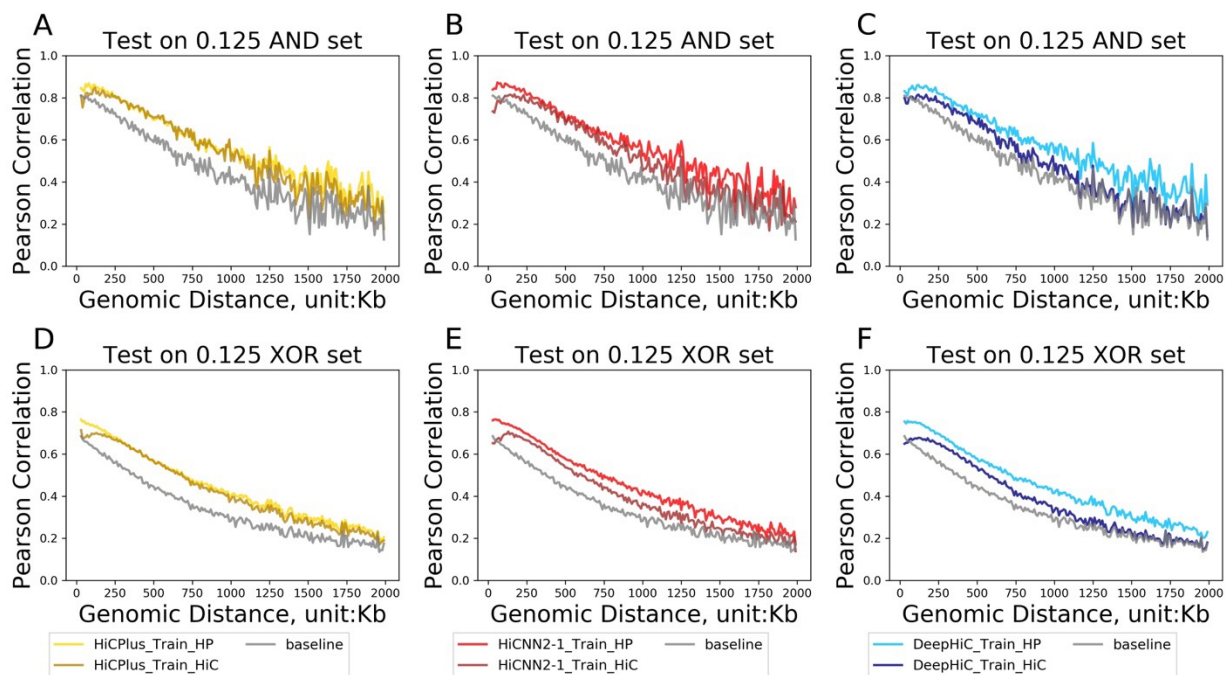 A
Test on 0.125 AND set
Pearson Correlation
1.0
0.8
0.6
0.4
0.2
0.0
0 250 500 750 1000 1250 1500 1750 2000
Genomic Distance, unit:Kb
B
Test on 0.125 AND set
Pearson Correlation
1.0
0.8
0.6
0.4
0.2
0.0
0 250 500 750 1000 1250 1500 1750 2000
Genomic Distance, unit:Kb
C
Test on 0.125 AND set
Pearson Correlation
1.0
0.8
0.6
0.4
0.2
0.0
0 250 500 750 1000 1250 1500 1750 2000
Genomic Distance, unit:Kb
D
Test on 0.125 XOR set
Pearson Correlation
1.0
0.8
0.6
0.4
0.2
0.0
0 250 500 750 1000 1250 1500 1750 2000
Genomic Distance, unit:Kb
HiCPlus_Train_HP baseline
HiCPlus_Train_HiC
E
Test on 0.125 XOR set
Pearson Correlation
1.0
0.8
0.6
0.4
0.2
0.0
0 250 500 750 1000 1250 1500 1750 2000
Genomic Distance, unit:Kb
HiCNN2-1_Train_HP baseline
HiCNN2-1_Train_HiC
F
Test on 0.125 XOR set
Pearson Correlation
1.0
0.8
0.6
0.4
0.2
0.0
0 250 500 750 1000 1250 1500 1750 2000
Genomic Distance, unit:Kb
DeepHiC_Train_HP baseline
DeepHiC_Train_HiC